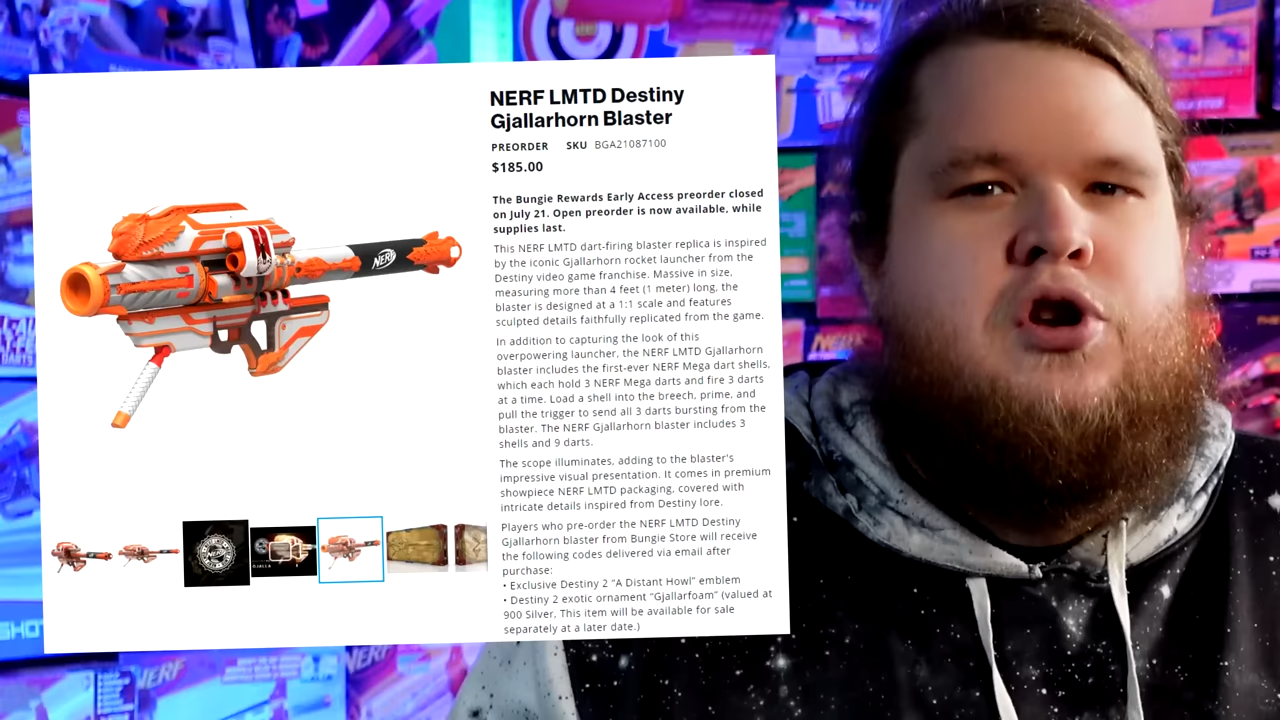 NERF LMTD Destiny
Gjallarhorn Blaster
PREORDER SKU BGA21087100
$185.00
The Bungie Rewards Early Access preorder closed
on July 21. Open preorder is now available, while
supplies last.
This NERF LMTD dart-firing blaster replica is inspired
by the iconic Gjallarhorn rocket launcher from the
Destiny video game franchise. Massive in size,
measuring more than 4 feet (1 meter) long, the
blaster is designed at a 1:1 scale and features
sculpted details faithfully replicated from the game.
In addition to capturing the look of this
overpowering launcher, the NERF LMTD Gjallarhorn
blaster includes the first-ever NERF Mega dart shells,
which each hold 3 NERF Mega darts and fire 3 darts
at a time. Load a shell into the breech, prime, and
pull the trigger to send all 3 darts bursting from the
blaster. The NERF Gjallarhorn blaster includes 3
shells and 9 darts.
The scope illuminates, adding to the blaster's
impressive visual presentation. It comes in premium
showpiece NERF LMTD packaging, covered with
intricate details inspired from Destiny lore.
Players who pre-order the NERF LMTD Destiny
Gjallarhorn blaster from Bungie Store will receive
the following codes delivered via email after
purchase:
• Exclusive Destiny 2 "A Distant Howl" emblem
• Destiny 2 exotic ornament "Gjallarfoam" (valued at
900 Silver. This item will be available for sale
separately at a later date.)
NERF
NERF
NERF
NERF
DARTS